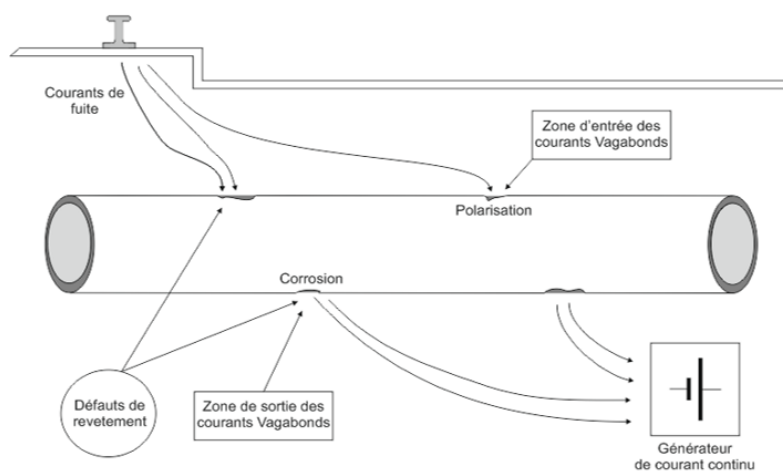 Courants de
fuite
Zone d'entrée des
courants Vagabonds
Polarisation
Corrosion
Défauts de
revetement
Zone de sortie des
courants Vagabonds
Générateur
de courant continu